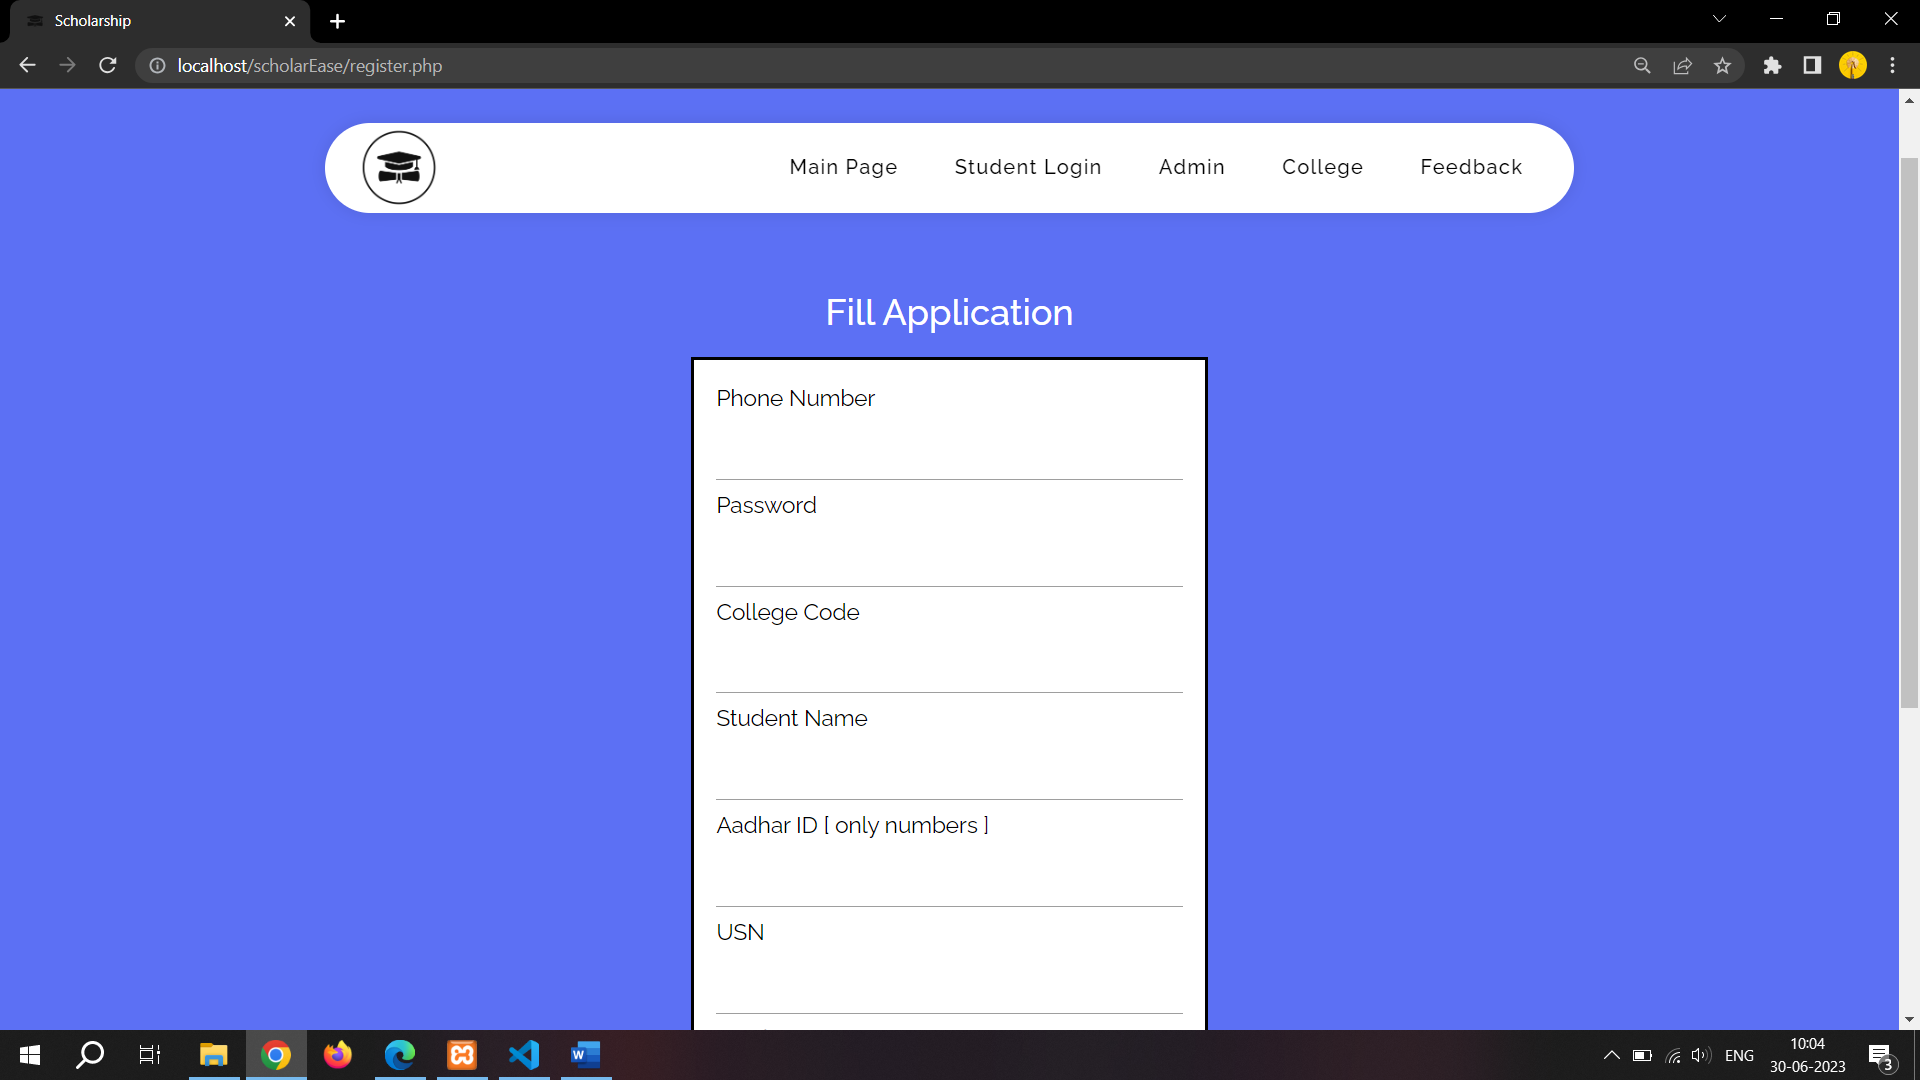 Scholarship
localhost/scholarEase/register.php
Main Page Student Login Admin College Feedback
Fill Application
Phone Number
Password
College Code
Student Name
Aadhar ID [ only numbers ]
USN
ENG
10:04
30-06-2023
3